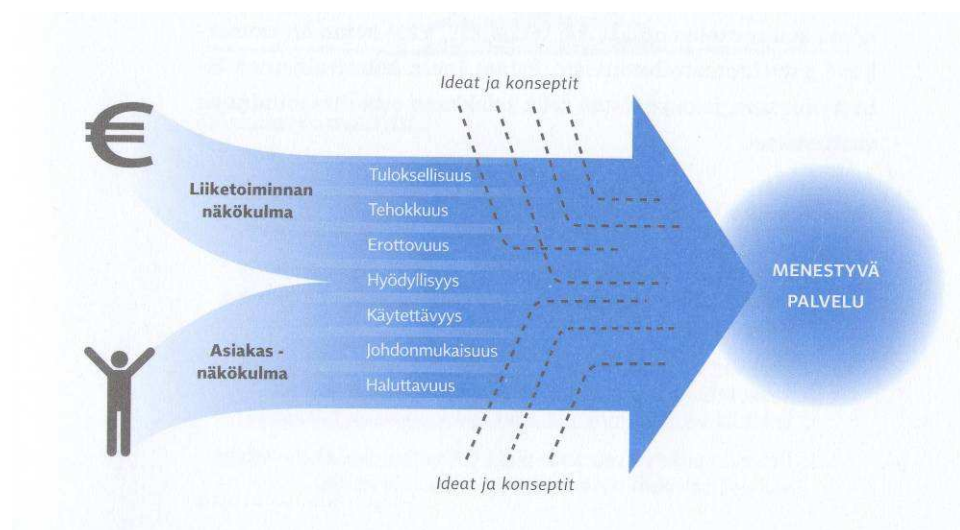 Ideat ja konseptit
€
Liiketoiminnan
näkökulma
Tuloksellisuus
Tehokkuus
Erottovuus
Hyödyllisyys
Käytettävyys
Johdonmukaisuus
Haluttavuus
Asiakas -
näkökulma
MENESTYVÄ
PALVELU
Ideat ja konseptit